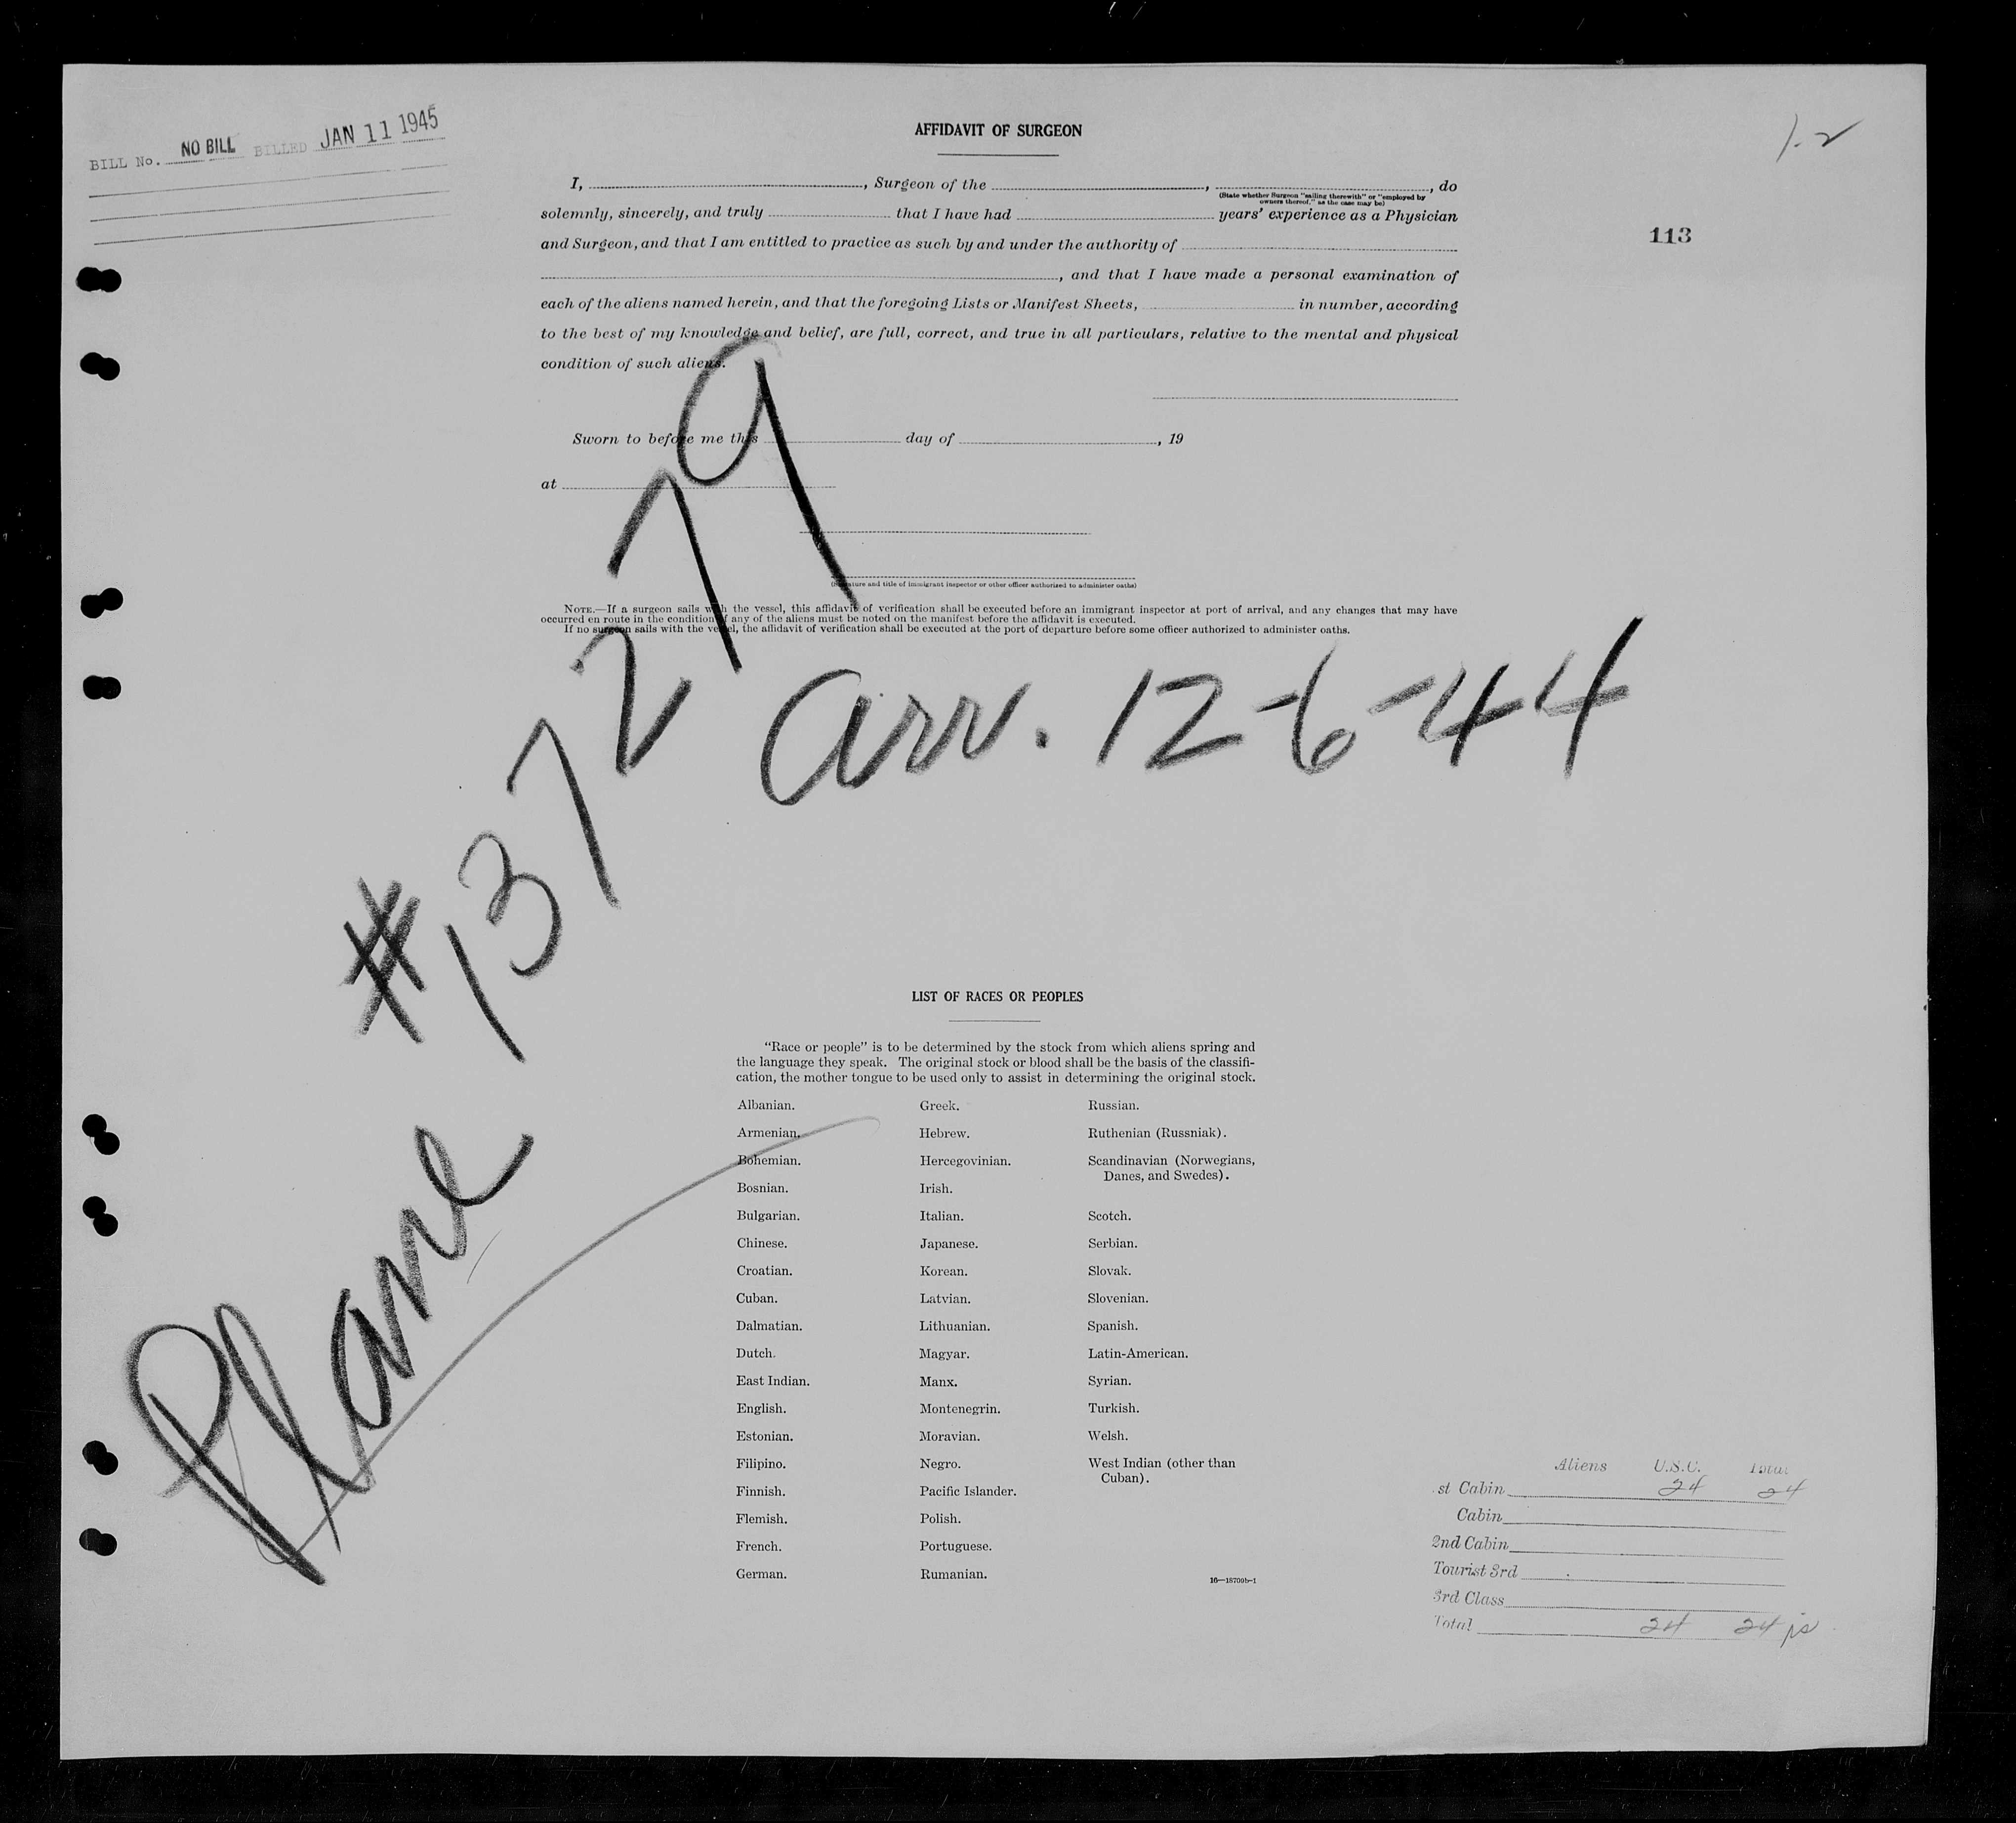 BILL No. NO BILL BILLED JAN 11 1945
1-2
113
AFFIDAVIT OF SURGEON
I, , Surgeon of the , , do
(State whether Surgeon "sailing therewith" or "employed by
owners thereof," as the case may be)
solemnly, sincerely, and truly that I have had years' experience as a Physician
and Surgeon, and that I am entitled to practice as such by and under the authority of
, and that I have made a personal examination of
each of the aliens named herein, and that the foregoing Lists or Manifest Sheets, in number, according
to the best of my knowledge and belief, are full, correct, and true in all particulars, relative to the mental and physical
condition of such aliens.
Sworn to before me this day of , 19
at
(Signature and title of immigrant inspector or other officer authorized to administer oaths)
NOTE.—If a surgeon sails with the vessel, this affidavit of verification shall be executed before an immigrant inspector at port of arrival, and any changes that may have
occurred en route in the condition of any of the aliens must be noted on the manifest before the affidavit is executed.
If no surgeon sails with the vessel, the affidavit of verification shall be executed at the port of departure before some officer authorized to administer oaths.
Plane #137279
arr. 12-6-44
LIST OF RACES OR PEOPLES
"Race or people" is to be determined by the stock from which aliens spring and
the language they speak. The original stock or blood shall be the basis of the classifi-
cation, the mother tongue to be used only to assist in determining the original stock.
Albanian.
Armenian.
Bohemian.
Bosnian.
Bulgarian.
Chinese.
Croatian.
Cuban.
Dalmatian.
Dutch.
East Indian.
English.
Estonian.
Filipino.
Finnish.
Flemish.
French.
German.
Greek.
Hebrew.
Hercegovinian.
Irish.
Italian.
Japanese.
Korean.
Latvian.
Lithuanian.
Magyar.
Manx.
Montenegrin.
Moravian.
Negro.
Pacific Islander.
Polish.
Portuguese.
Rumanian.
Russian.
Ruthenian (Russniak).
Scandinavian (Norwegians,
Danes, and Swedes).
Scotch.
Serbian.
Slovak.
Slovenian.
Spanish.
Latin-American.
Syrian.
Turkish.
Welsh.
West Indian (other than
Cuban).
16—18709b-1
Aliens U.S.C. Total
st Cabin 24 24
Cabin
2nd Cabin
Tourist 3rd
3rd Class
Total 24 24 js